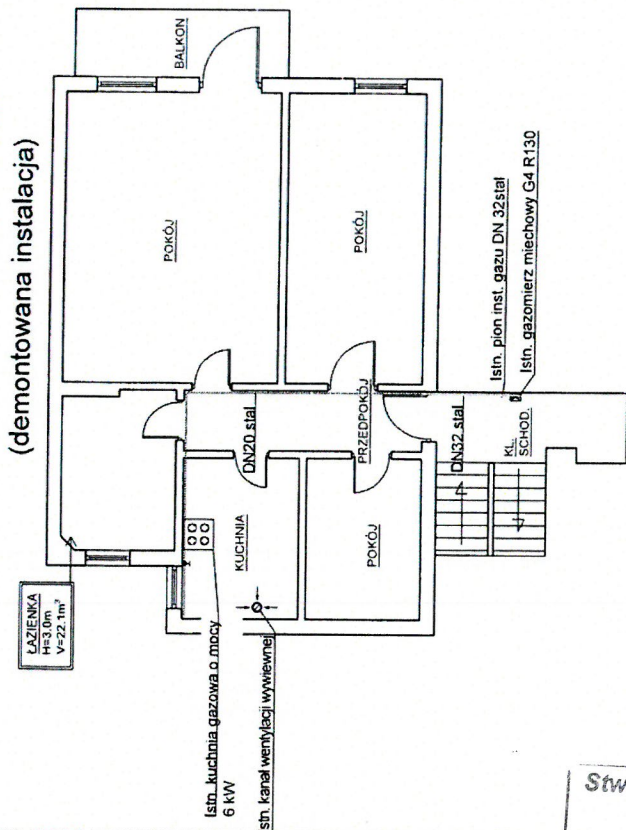 (demontowana instalacja)
BALKON
POKÓJ
POKÓJ
ŁAZIENKA
H=3.0m
V=22.1m³
DN20 stal
PRZEDPOKÓJ
KUCHNIA
POKÓJ
Istn. kuchnia gazowa o mocy
6 kW
stn. kanał wentylacji wywiewnej
DN32 stal
KL.
SCHOD.
Istn. pion inst. gazu DN 32stal
Istn. gazomierz miechowy G4 R130
Stw